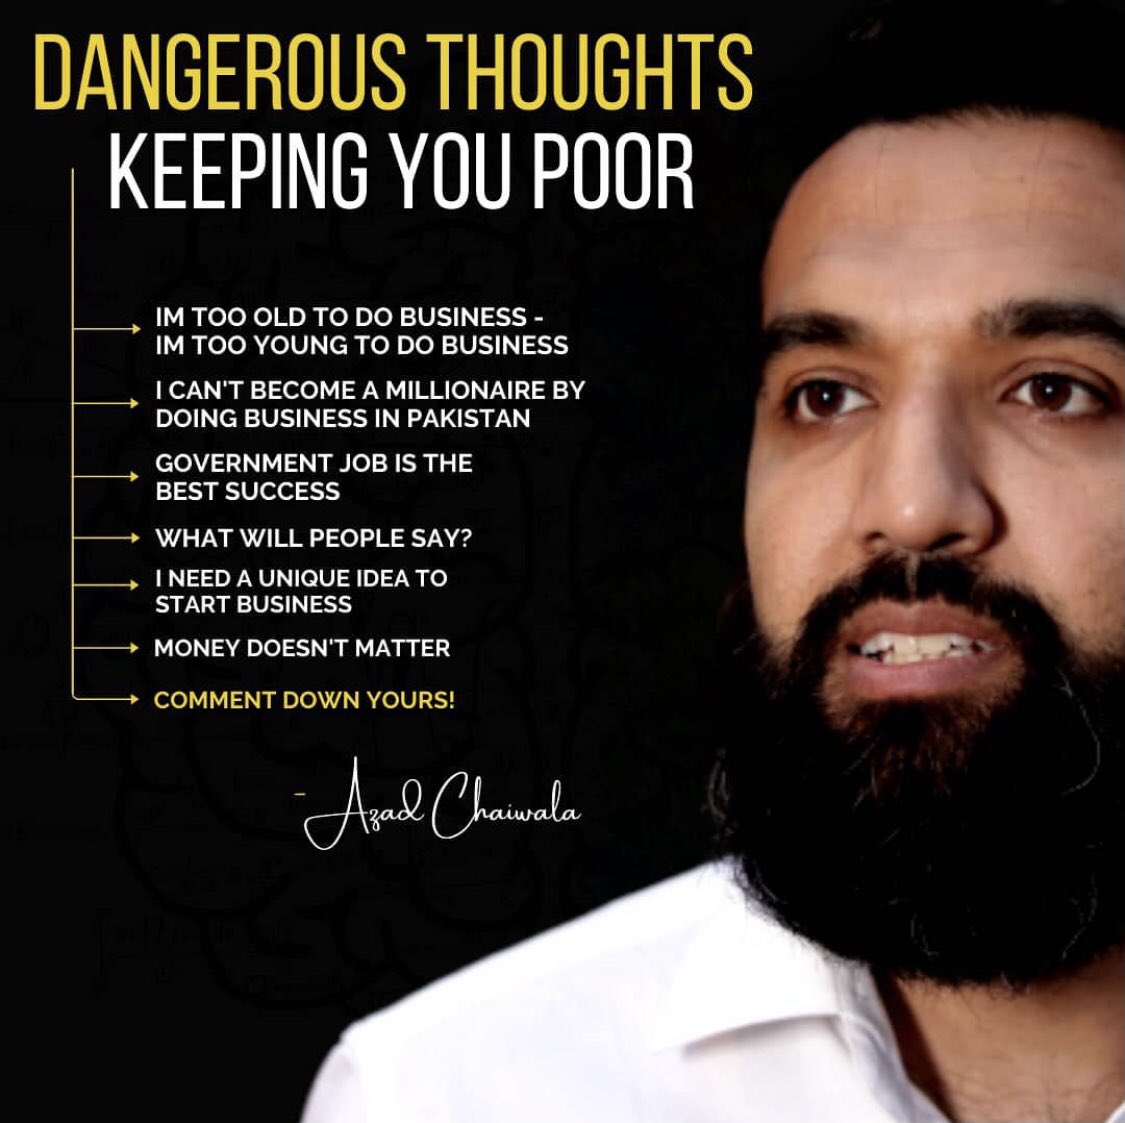 DANGEROUS THOUGHTS
KEEPING YOU POOR
IM TOO OLD TO DO BUSINESS -
IM TOO YOUNG TO DO BUSINESS
I CAN'T BECOME A MILLIONAIRE BY
DOING BUSINESS IN PAKISTAN
GOVERNMENT JOB IS THE
BEST SUCCESS
WHAT WILL PEOPLE SAY?
I NEED A UNIQUE IDEA TO
START BUSINESS
MONEY DOESN'T MATTER
COMMENT DOWN YOURS!
- Azad Chaiwala